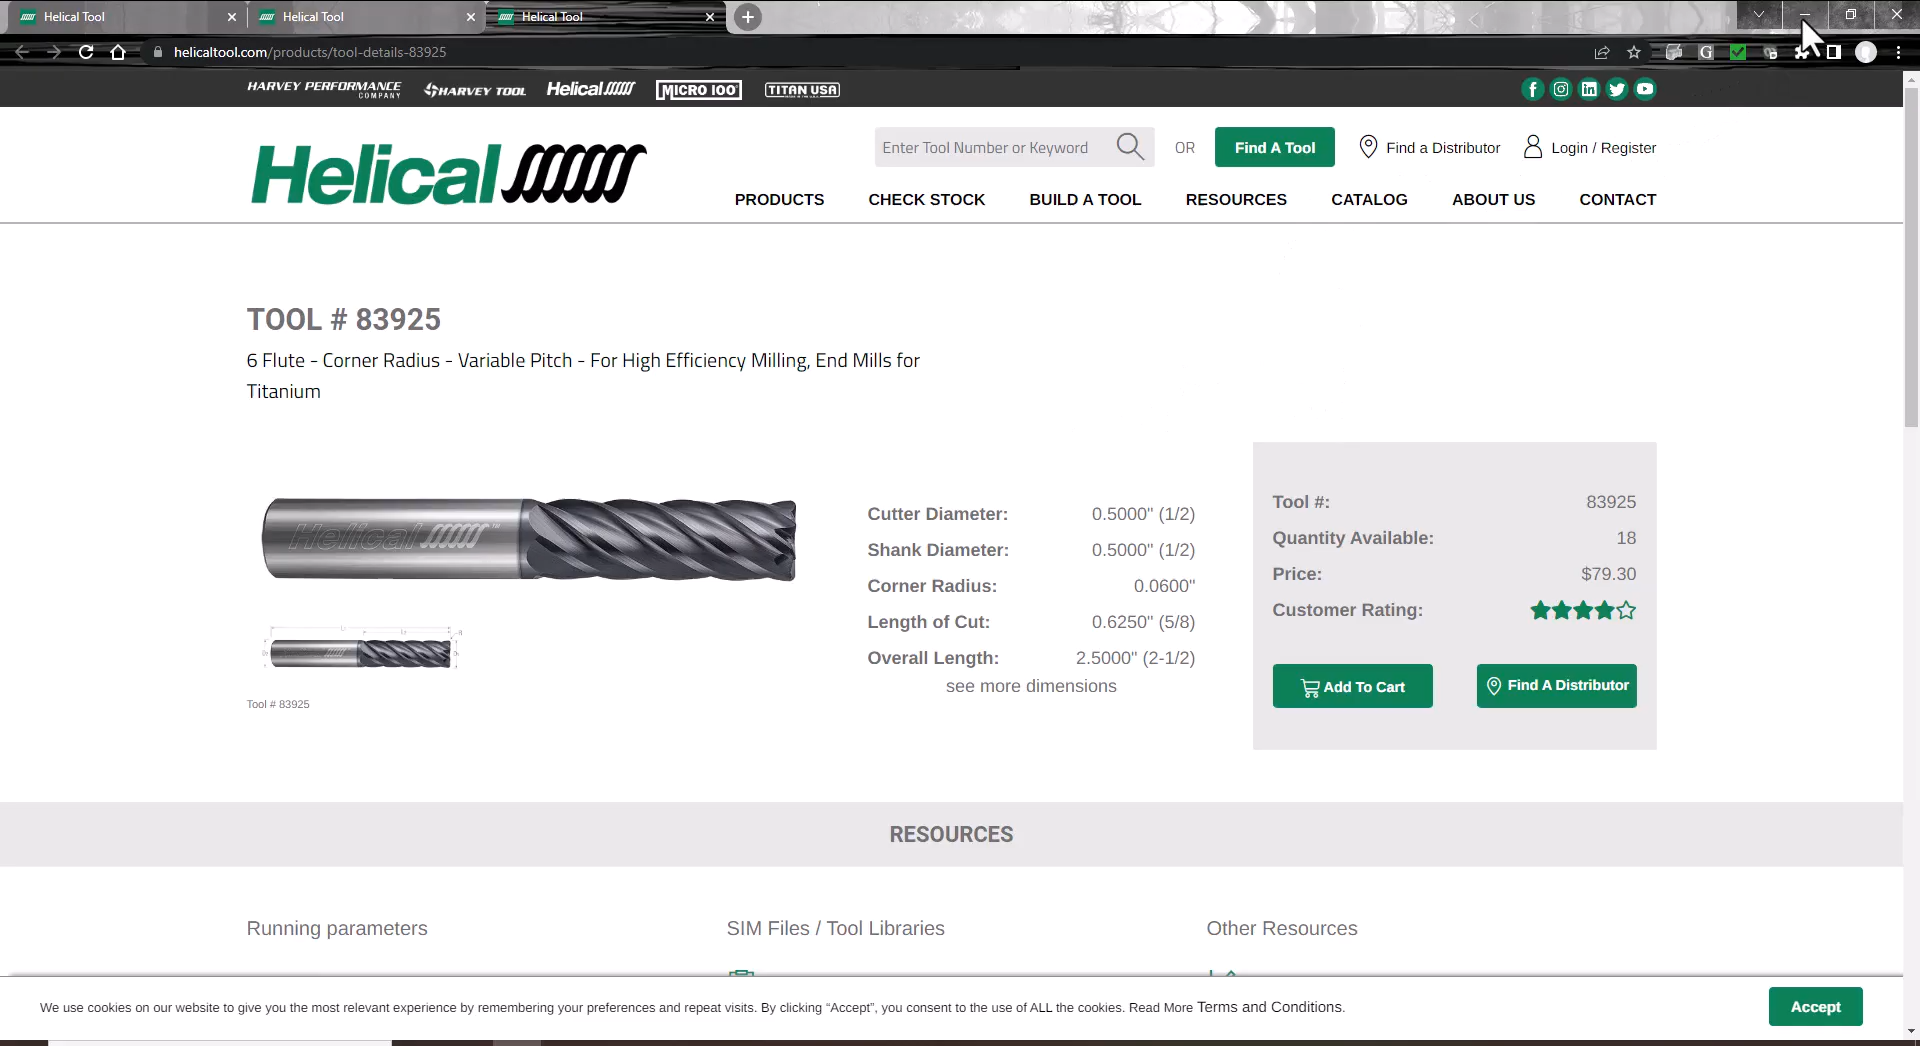 Helical Tool
Helical Tool
Helical Tool
helicaltool.com/products/tool-details-83925
HARVEY PERFORMANCE
COMPANY
HARVEY TOOL
Helical
MICRO 100
TITAN USA
Helical
Enter Tool Number or Keyword
OR
Find A Tool
Find a Distributor
Login / Register
PRODUCTS
CHECK STOCK
BUILD A TOOL
RESOURCES
CATALOG
ABOUT US
CONTACT
TOOL # 83925
6 Flute - Corner Radius - Variable Pitch - For High Efficiency Milling, End Mills for
Titanium
Helical
Tool # 83925
Cutter Diameter: 0.5000" (1/2)
Shank Diameter: 0.5000" (1/2)
Corner Radius: 0.0600"
Length of Cut: 0.6250" (5/8)
Overall Length: 2.5000" (2-1/2)
see more dimensions
Tool #: 83925
Quantity Available: 18
Price: $79.30
Customer Rating:
Add To Cart
Find A Distributor
RESOURCES
Running parameters
SIM Files / Tool Libraries
Other Resources
We use cookies on our website to give you the most relevant experience by remembering your preferences and repeat visits. By clicking “Accept”, you consent to the use of ALL the cookies. Read More Terms and Conditions.
Accept